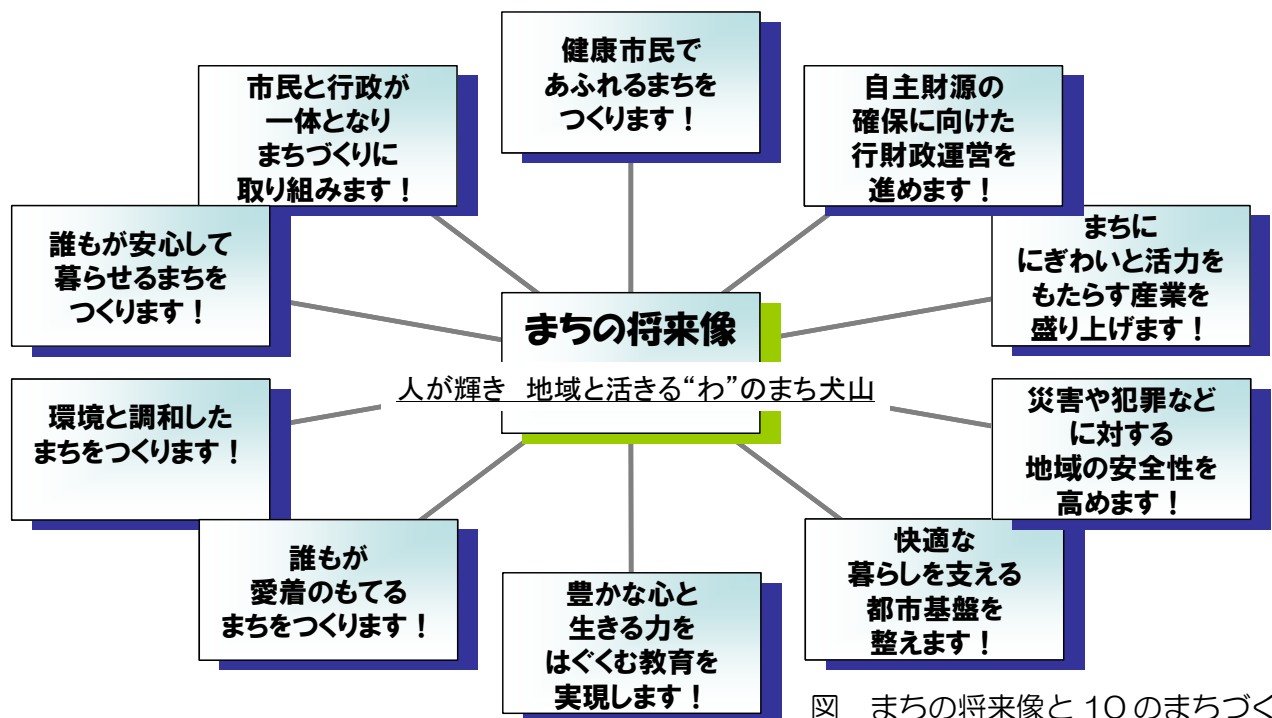 健康市民で
あふれるまちを
つくります！
市民と行政が
一体となり
まちづくりに
取り組みます！
自主財源の
確保に向けた
行財政運営を
進めます！
誰もが安心して
暮らせるまちを
つくります！
まちに
にぎわいと活力を
もたらす産業を
盛り上げます！
まちの将来像
人が輝き　地域と活きる“わ”のまち犬山
環境と調和した
まちをつくります！
災害や犯罪など
に対する
地域の安全性を
高めます！
誰もが
愛着のもてる
まちをつくります！
豊かな心と
生きる力を
はぐくむ教育を
実現します！
快適な
暮らしを支える
都市基盤を
整えます！
図　まちの将来像と 10 のまちづく